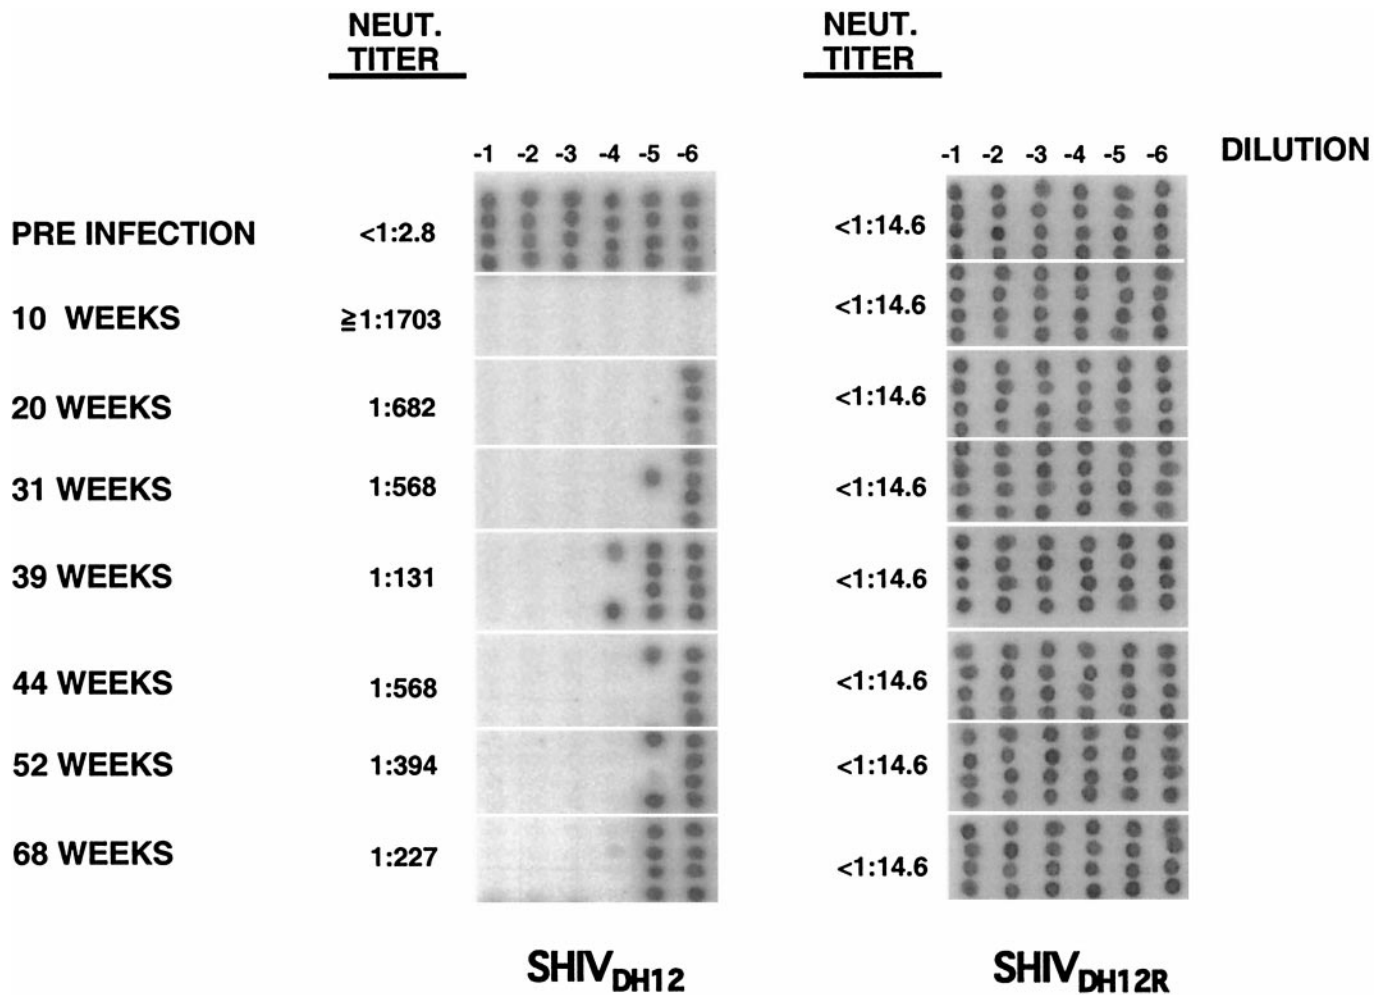 NEUT. TITER NEUT. TITER
-1 -2 -3 -4 -5 -6 -1 -2 -3 -4 -5 -6 DILUTION
PRE INFECTION <1:2.8 <1:14.6
10 WEEKS ≧1:1703 <1:14.6
20 WEEKS 1:682 <1:14.6
31 WEEKS 1:568 <1:14.6
39 WEEKS 1:131 <1:14.6
44 WEEKS 1:568 <1:14.6
52 WEEKS 1:394 <1:14.6
68 WEEKS 1:227 <1:14.6
SHIVDH12 SHIVDH12R